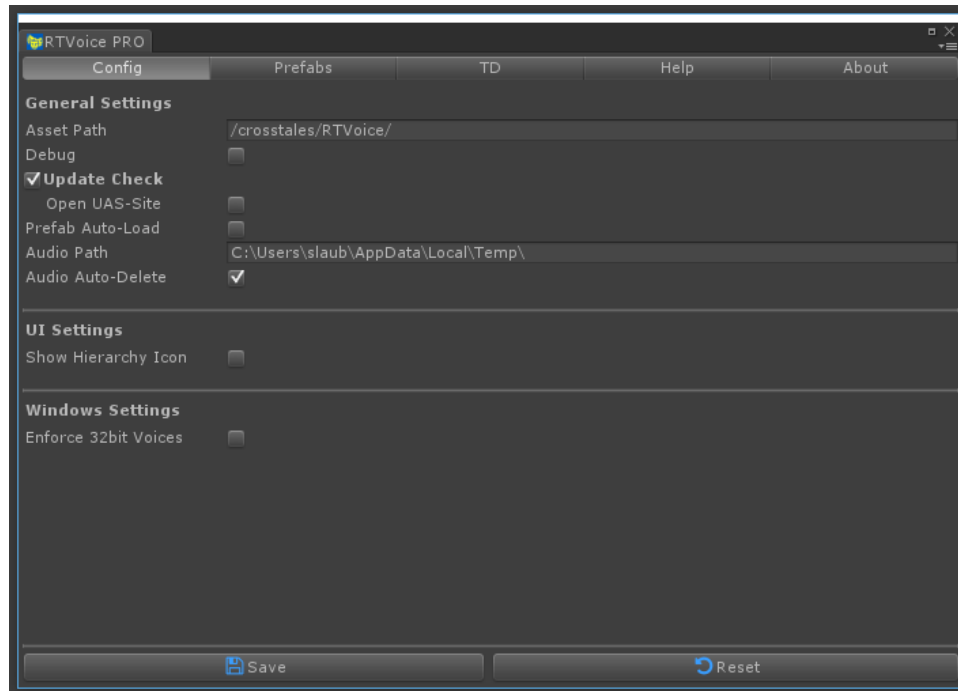 RTVoice PRO
Config Prefabs TD Help About
General Settings
Asset Path /crosstales/RTVoice/
Debug
Update Check
Open UAS-Site
Prefab Auto-Load
Audio Path C:\Users\slaub\AppData\Local\Temp\
Audio Auto-Delete
UI Settings
Show Hierarchy Icon
Windows Settings
Enforce 32bit Voices
Save Reset